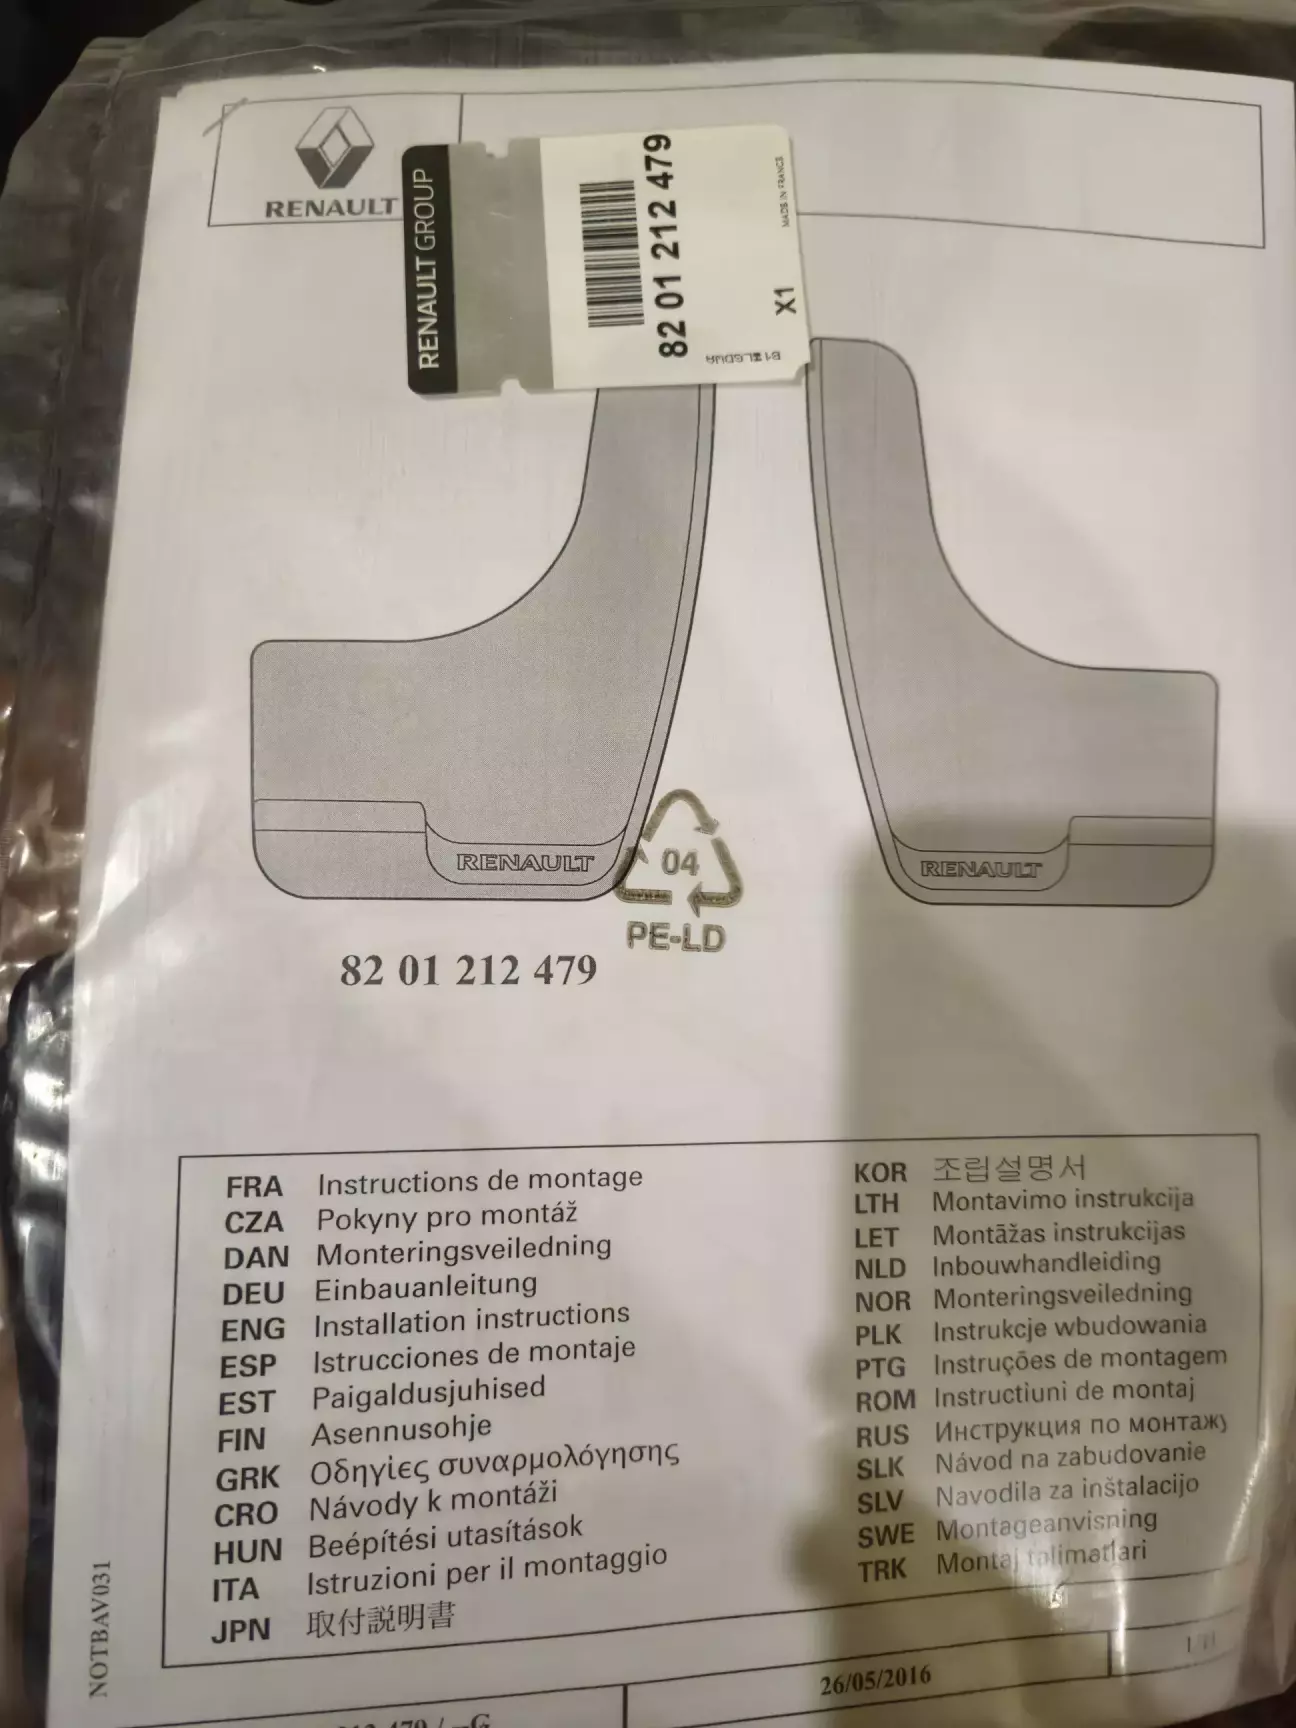 RENAULT
RENAULT GROUP
82 01 212 479
MADE IN FRANCE
X1
RENAULT
RENAULT
04
PE-LD
82 01 212 479
FRA Instructions de montage
CZA Pokyny pro montáž
DAN Monteringsveiledning
DEU Einbauanleitung
ENG Installation instructions
ESP Istrucciones de montaje
EST Paigaldusjuhised
FIN Asennusohje
GRK Οδηγίες συναρμολόγησης
CRO Návody k montáži
HUN Beépítési utasítások
ITA Istruzioni per il montaggio
JPN 取付説明書
KOR 조립설명서
LTH Montavimo instrukcija
LET Montāžas instrukcijas
NLD Inbouwhandleiding
NOR Monteringsveiledning
PLK Instrukcje wbudowania
PTG Instruções de montagem
ROM Instructiuni de montaj
RUS Инструкция по монтажу
SLK Návod na zabudovanie
SLV Navodila za inštalacijo
SWE Montageanvisning
TRK Montaj talimatlari
NOTBAV031
26/05/2016